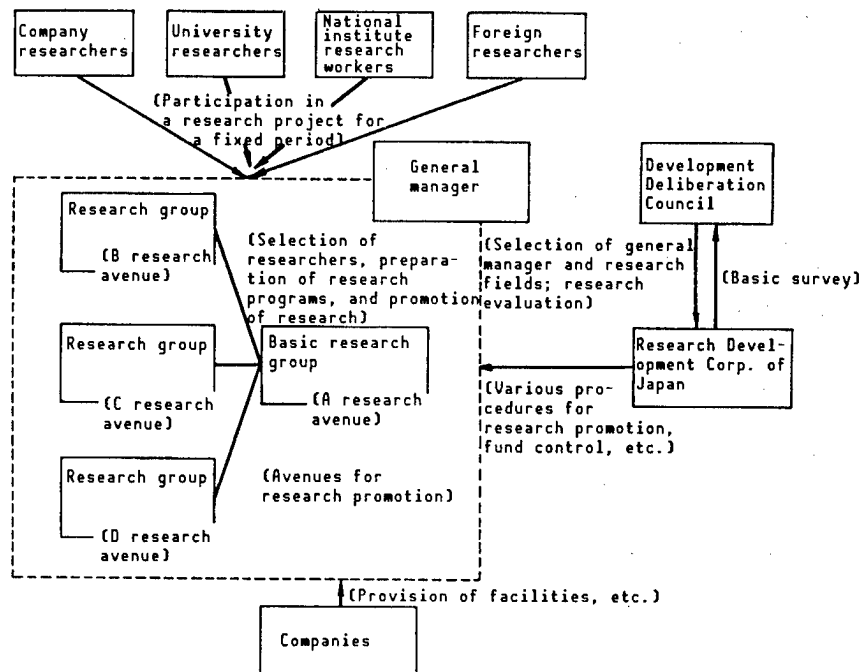 Company
researchers
University
researchers
National
institute
research
workers
Foreign
researchers
(Participation in
a research project for
a fixed period)
General
manager
Development
Deliberation
Council
Research group
(B research
avenue)
(Selection of
researchers, prepara-
tion of research
programs, and promotion
of research)
(Selection of general
manager and research
fields; research
evaluation)
(Basic survey)
Research group
(C research
avenue)
Basic research
group
(A research
avenue)
Research Devel-
opment Corp. of
Japan
(Various pro-
cedures for
research promotion,
fund control, etc.)
Research group
(D research
avenue)
(Avenues for
research promotion)
(Provision of facilities, etc.)
Companies